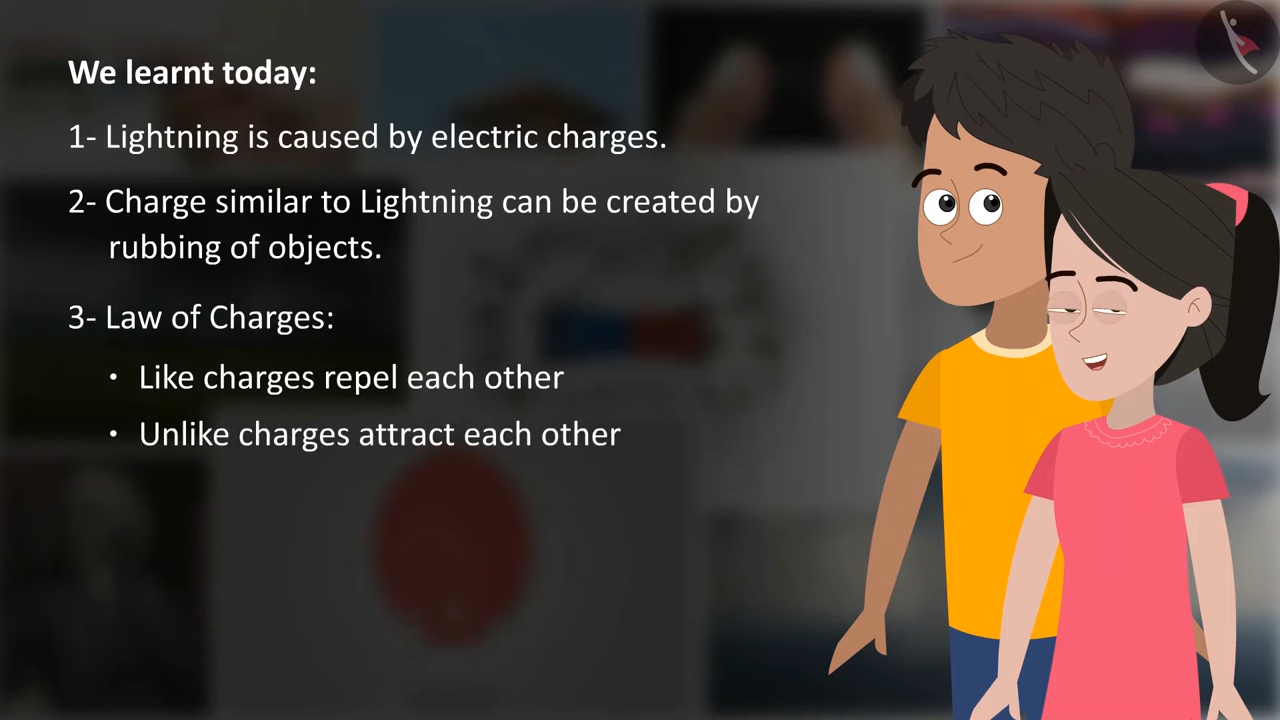 We learnt today:
1- Lightning is caused by electric charges.
2- Charge similar to Lightning can be created by
rubbing of objects.
3- Law of Charges:
• Like charges repel each other
• Unlike charges attract each other